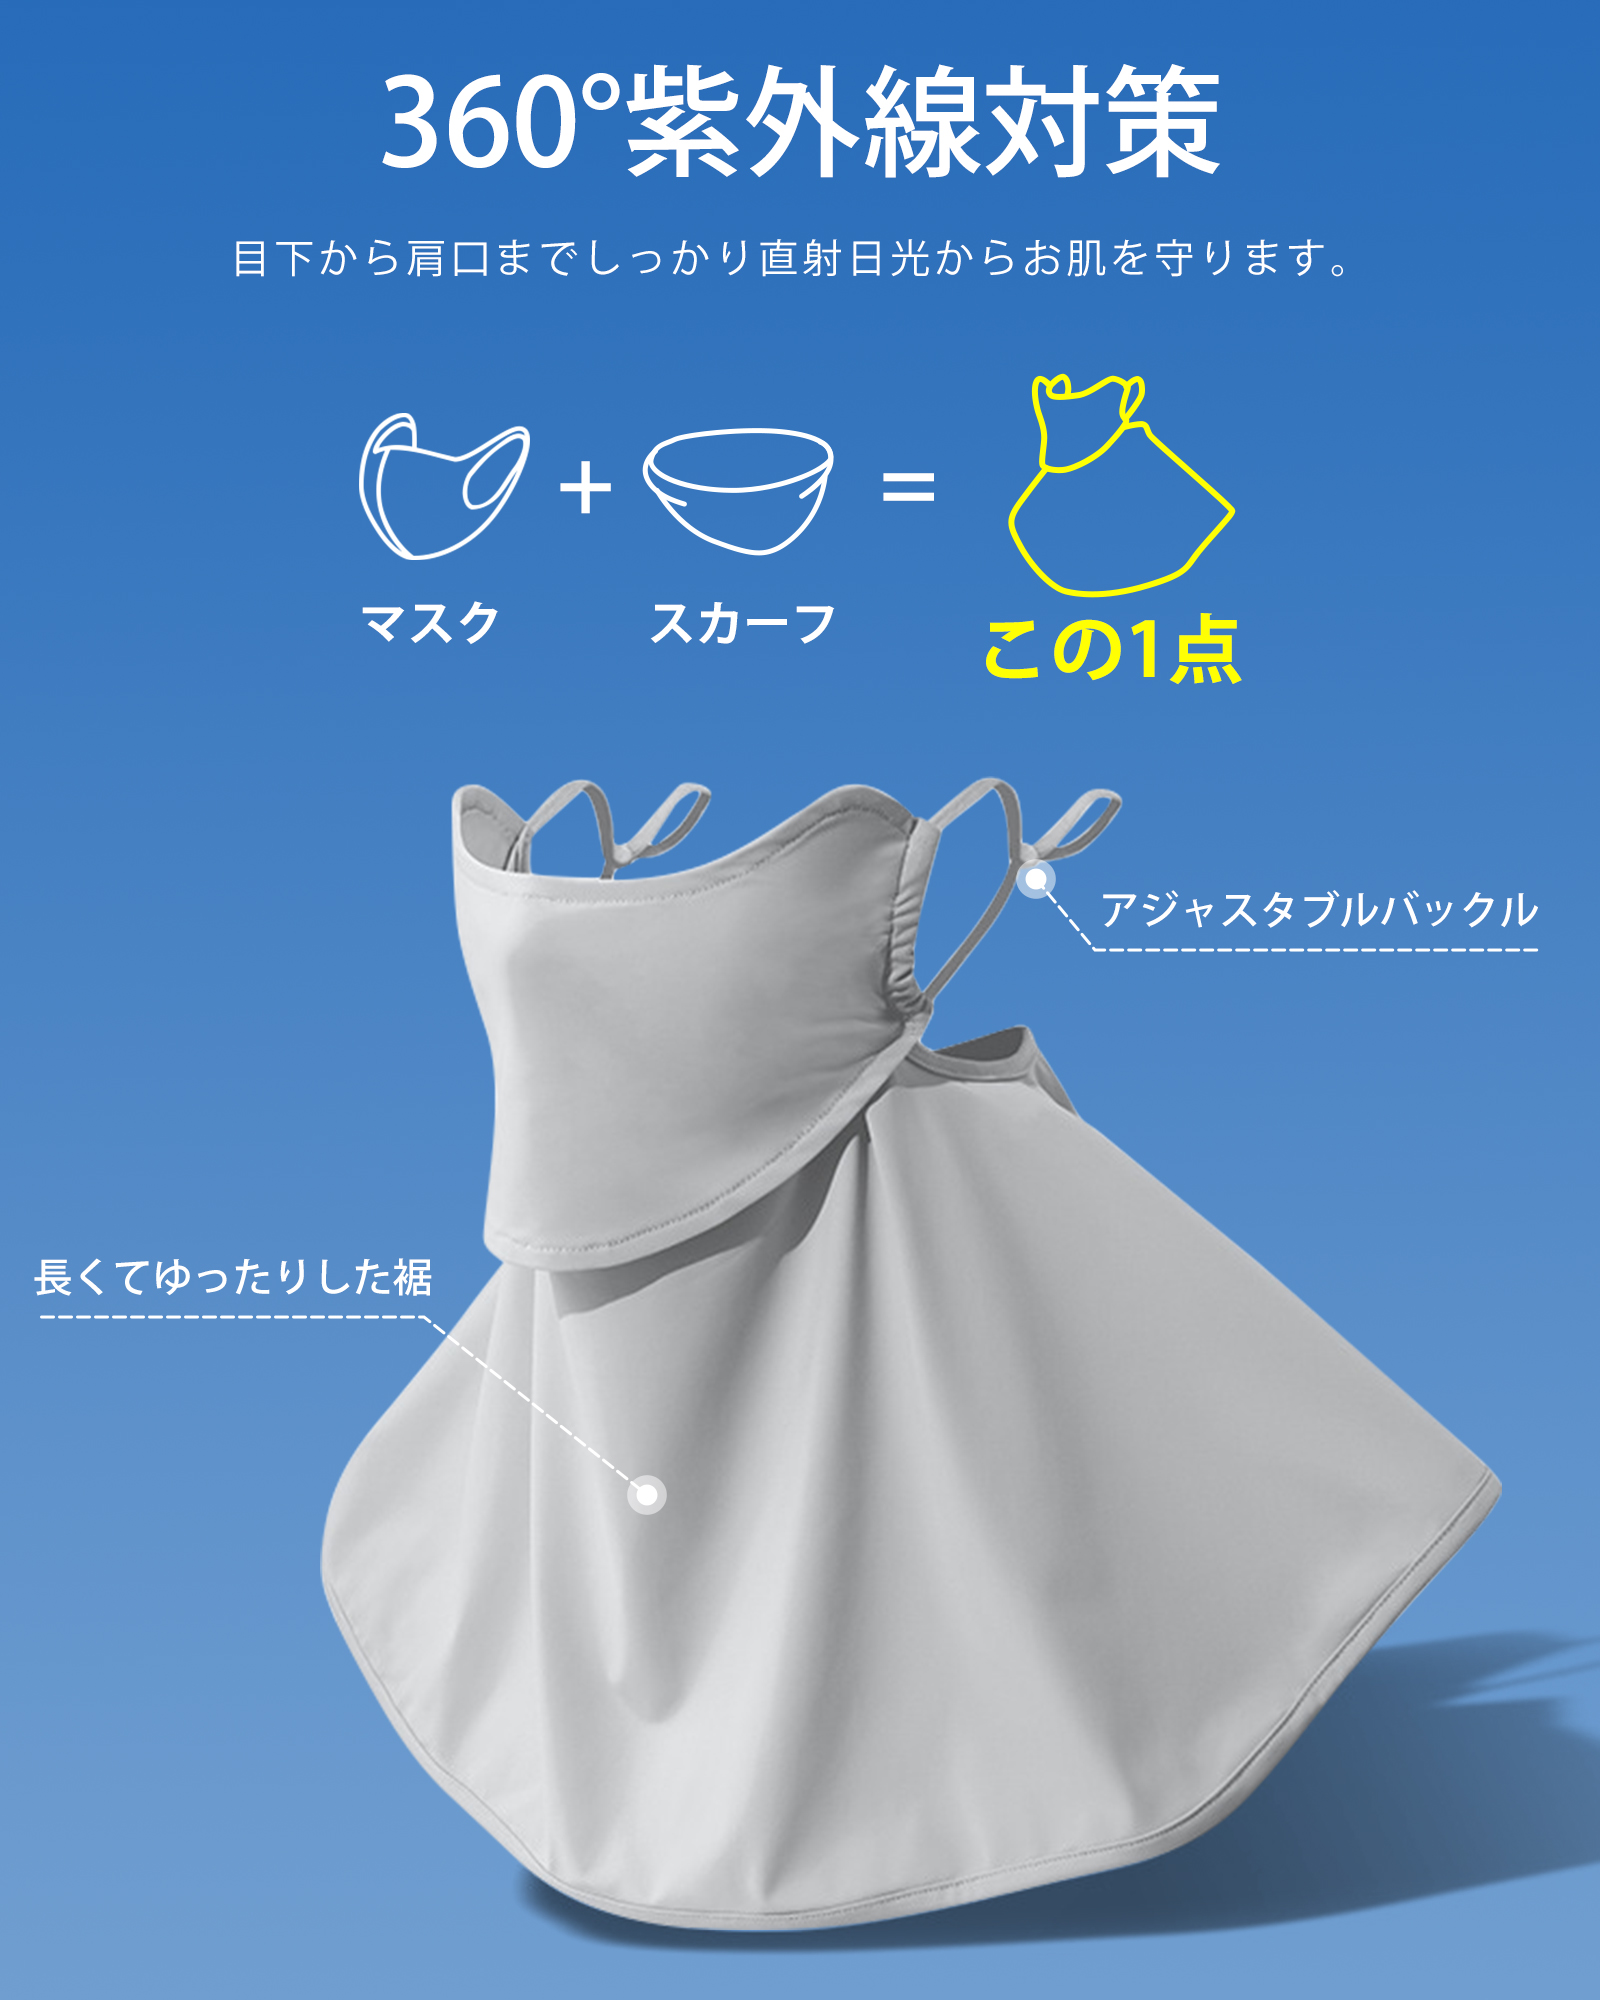 360°紫外線対策
目下から肩口までしっかり直射日光からお肌を守ります。
+ =
マスク スカーフ この1点
アジャスタブルバックル
長くてゆったりした裾